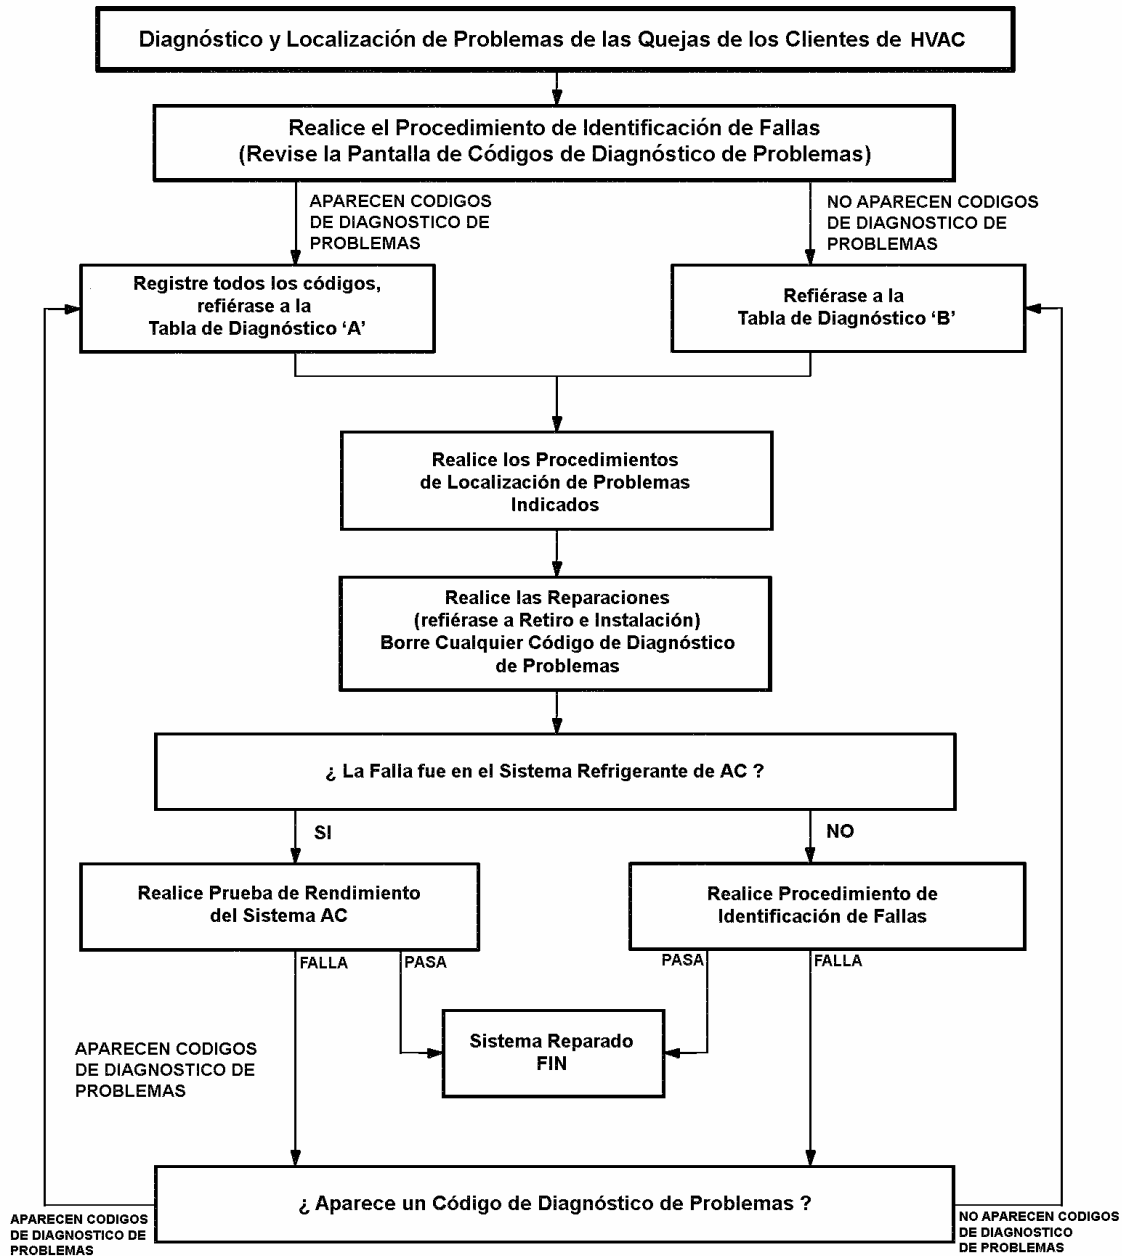 Diagnóstico y Localización de Problemas de las Quejas de los Clientes de HVAC
Realice el Procedimiento de Identificación de Fallas
(Revise la Pantalla de Códigos de Diagnóstico de Problemas)
APARECEN CODIGOS
DE DIAGNOSTICO DE
PROBLEMAS
NO APARECEN CODIGOS
DE DIAGNOSTICO DE
PROBLEMAS
Registre todos los códigos,
refiérase a la
Tabla de Diagnóstico ‘A’
Refiérase a la
Tabla de Diagnóstico ‘B’
Realice los Procedimientos
de Localización de Problemas
Indicados
Realice las Reparaciones
(refiérase a Retiro e Instalación)
Borre Cualquier Código de Diagnóstico
de Problemas
¿ La Falla fue en el Sistema Refrigerante de AC ?
SI
NO
Realice Prueba de Rendimiento
del Sistema AC
Realice Procedimiento de
Identificación de Fallas
FALLA
PASA
PASA
FALLA
Sistema Reparado
FIN
APARECEN CODIGOS
DE DIAGNOSTICO DE
PROBLEMAS
¿ Aparece un Código de Diagnóstico de Problemas ?
APARECEN CODIGOS
DE DIAGNOSTICO DE
PROBLEMAS
NO APARECEN CODIGOS
DE DIAGNOSTICO
DE PROBLEMAS